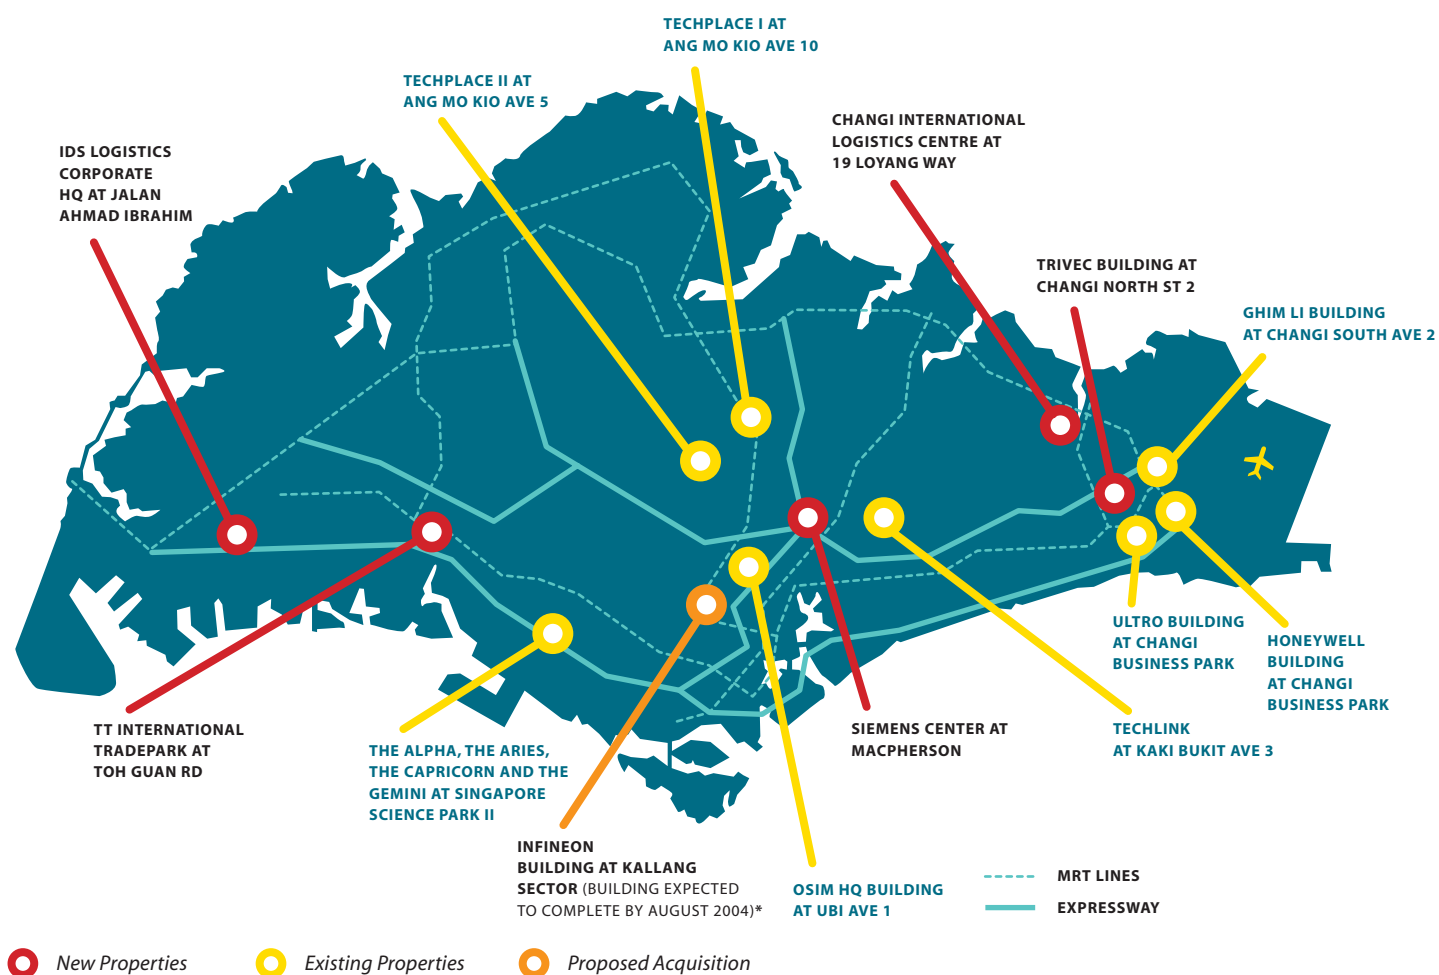 TECHPLACE I AT
ANG MO KIO AVE 10
TECHPLACE II AT
ANG MO KIO AVE 5
CHANGI INTERNATIONAL
LOGISTICS CENTRE AT
19 LOYANG WAY
IDS LOGISTICS
CORPORATE
HQ AT JALAN
AHMAD IBRAHIM
TRIVEC BUILDING AT
CHANGI NORTH ST 2
GHIM LI BUILDING
AT CHANGI SOUTH AVE 2
ULTRO BUILDING
AT CHANGI
BUSINESS PARK
HONEYWELL
BUILDING
AT CHANGI
BUSINESS PARK
TT INTERNATIONAL
TRADEPARK AT
TOH GUAN RD
THE ALPHA, THE ARIES,
THE CAPRICORN AND THE
GEMINI AT SINGAPORE
SCIENCE PARK II
SIEMENS CENTER AT
MACPHERSON
TECHLINK
AT KAKI BUKIT AVE 3
INFINEON
BUILDING AT KALLANG
SECTOR (BUILDING EXPECTED
TO COMPLETE BY AUGUST 2004)*
OSIM HQ BUILDING
AT UBI AVE 1
MRT LINES
EXPRESSWAY
New Properties
Existing Properties
Proposed Acquisition